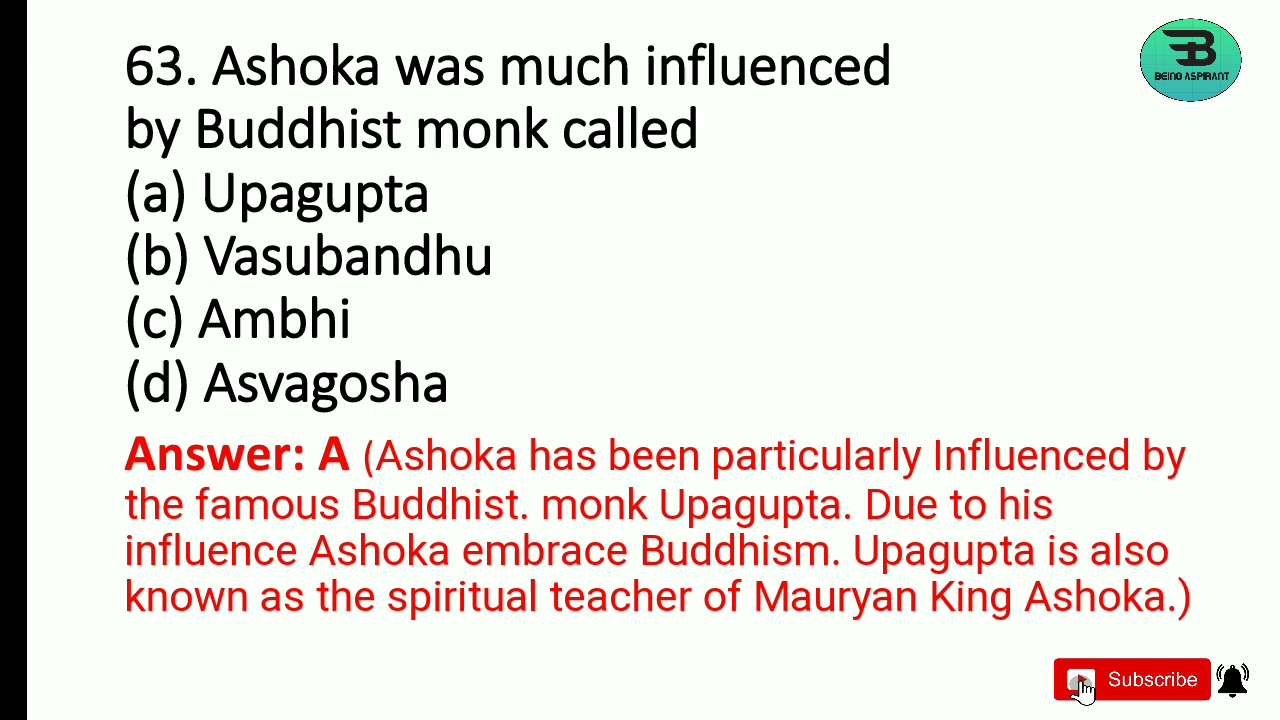 63. Ashoka was much influenced
by Buddhist monk called
(a) Upagupta
(b) Vasubandhu
(c) Ambhi
(d) Asvagosha
Answer: A (Ashoka has been particularly Influenced by
the famous Buddhist. monk Upagupta. Due to his
influence Ashoka embrace Buddhism. Upagupta is also
known as the spiritual teacher of Mauryan King Ashoka.)
BEING ASPIRANT
Subscribe